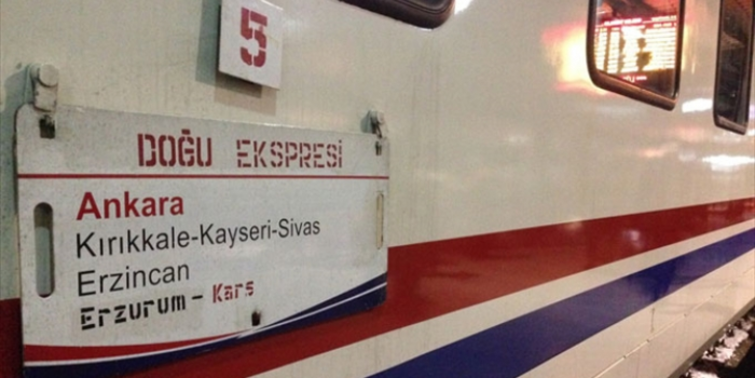 5
DOĞU EKSPRESİ
Ankara
Kırıkkale-Kayseri-Sivas
Erzincan
Erzurum - Kars